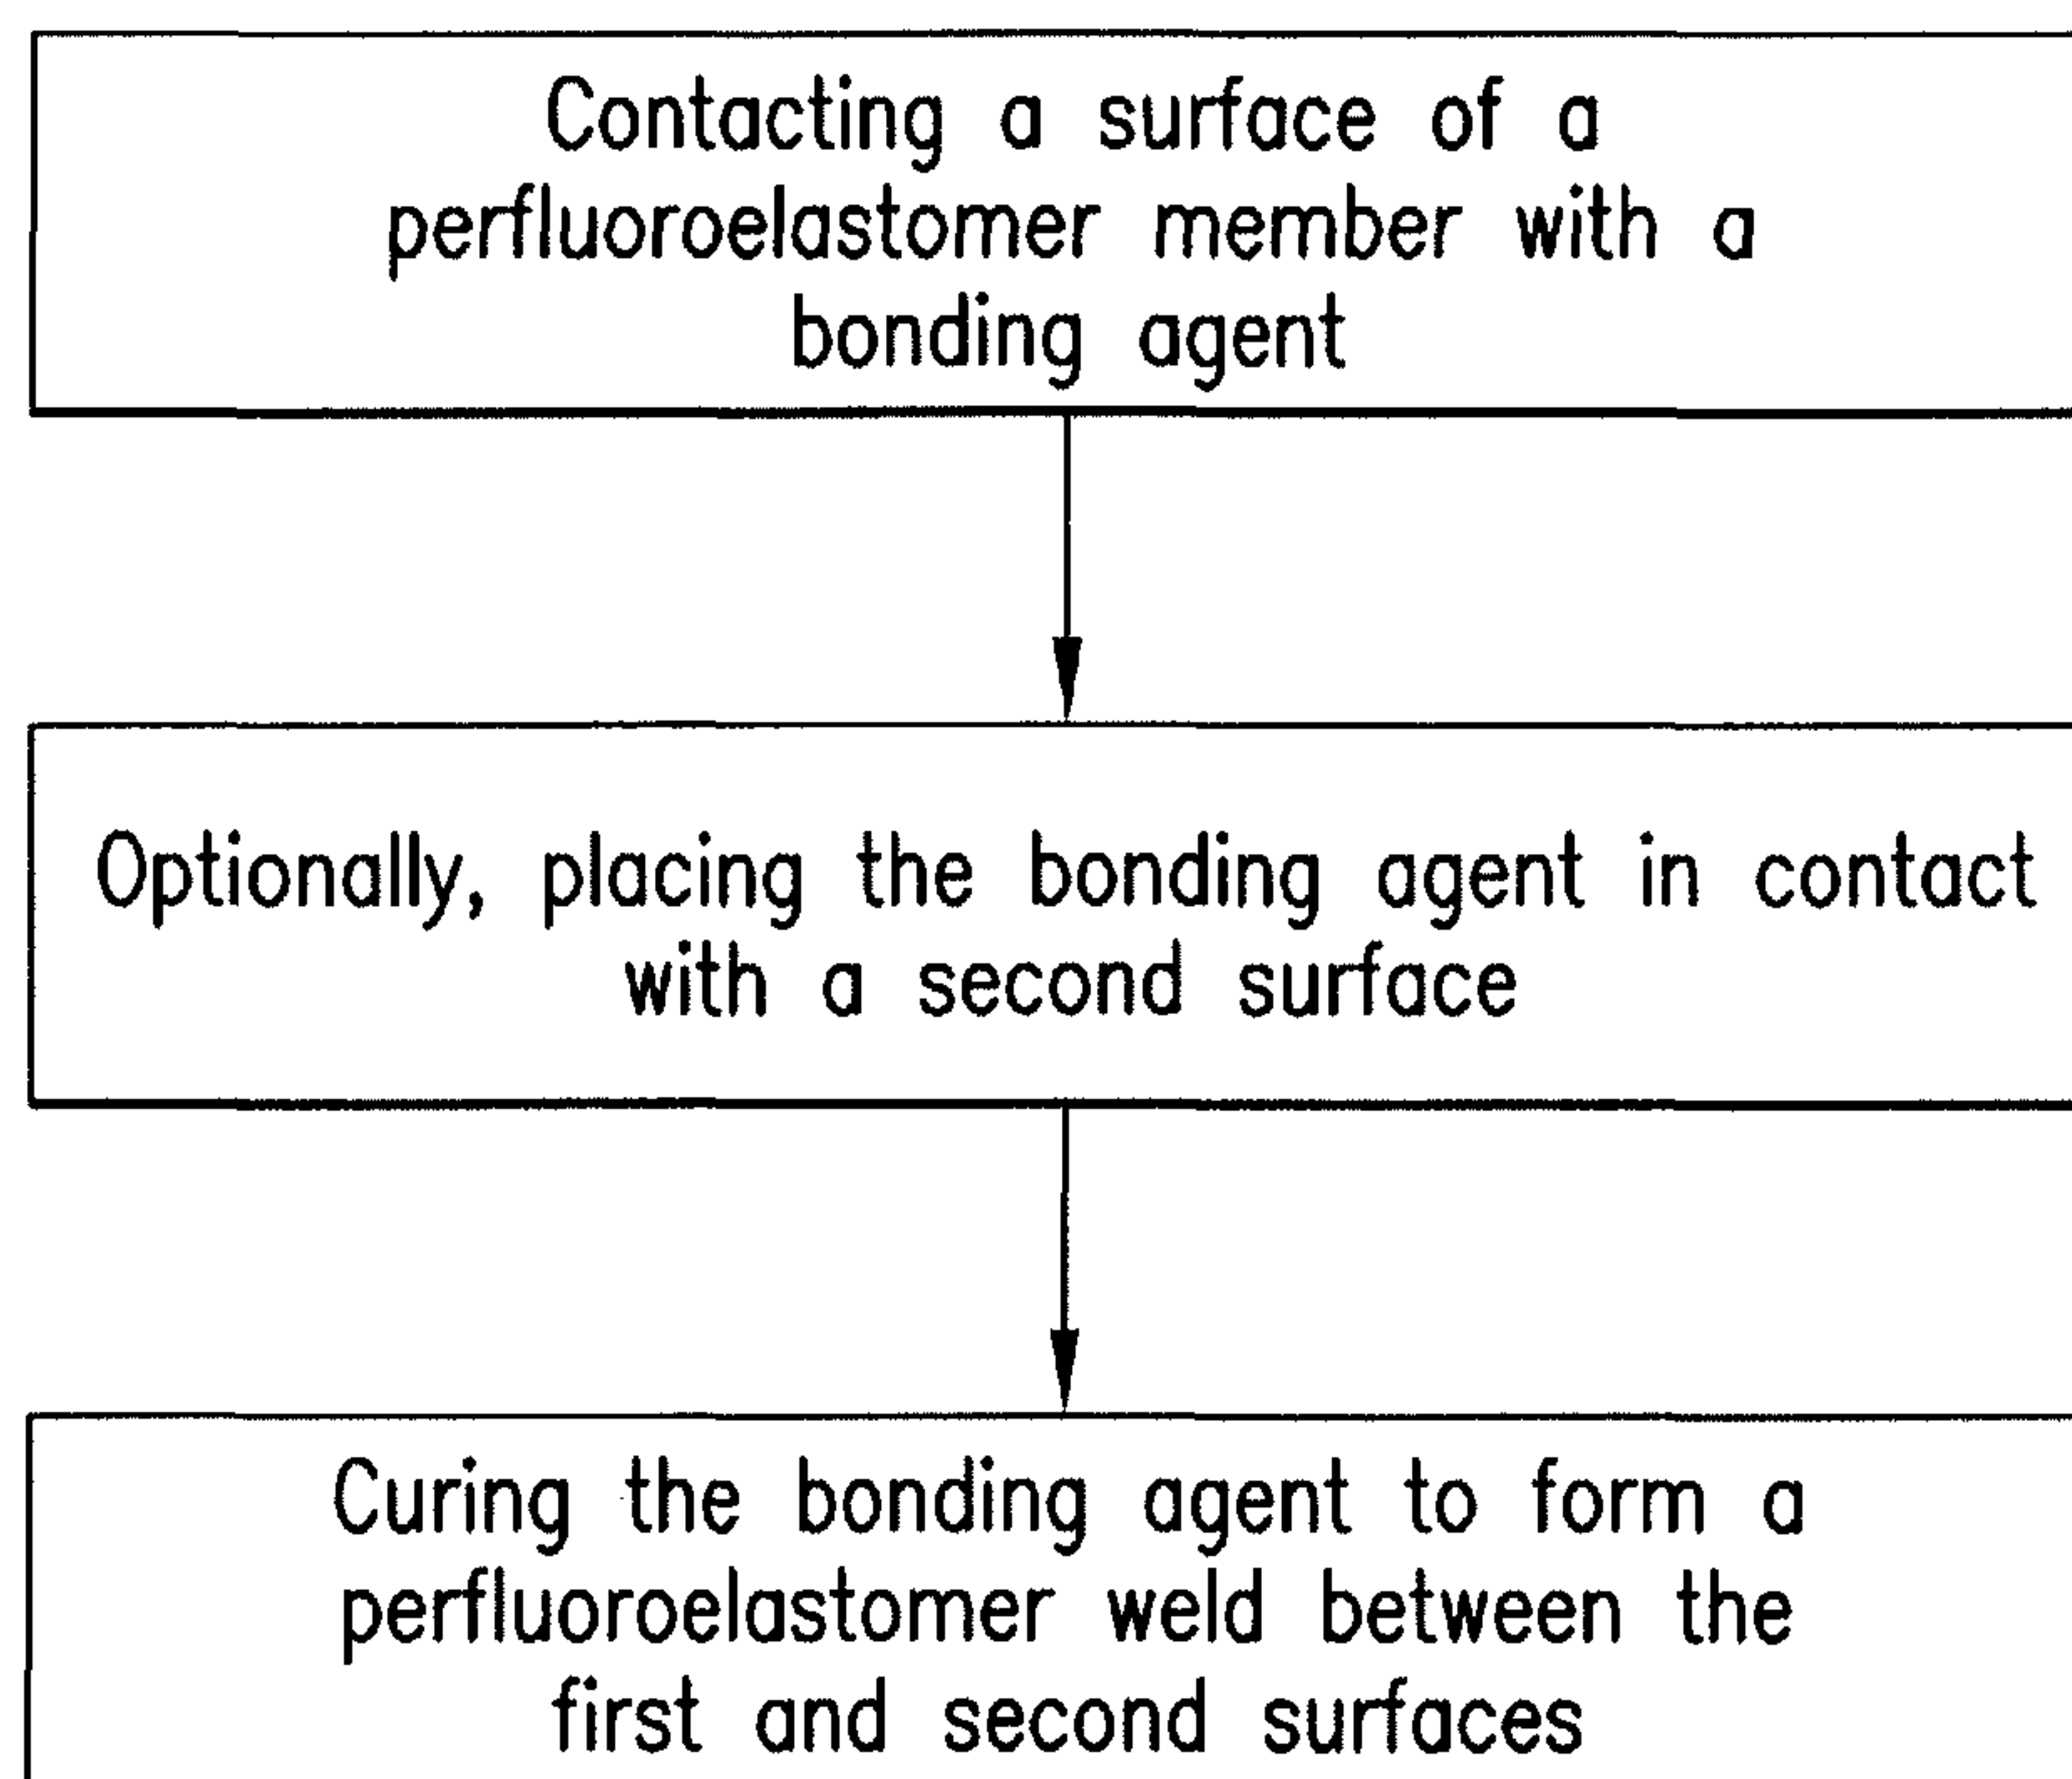 Contacting a surface of a
perfluoroelastomer member with a
bonding agent
Optionally, placing the bonding agent in contact
with a second surface
Curing the bonding agent to form a
perfluoroelastomer weld between the
first and second surfaces